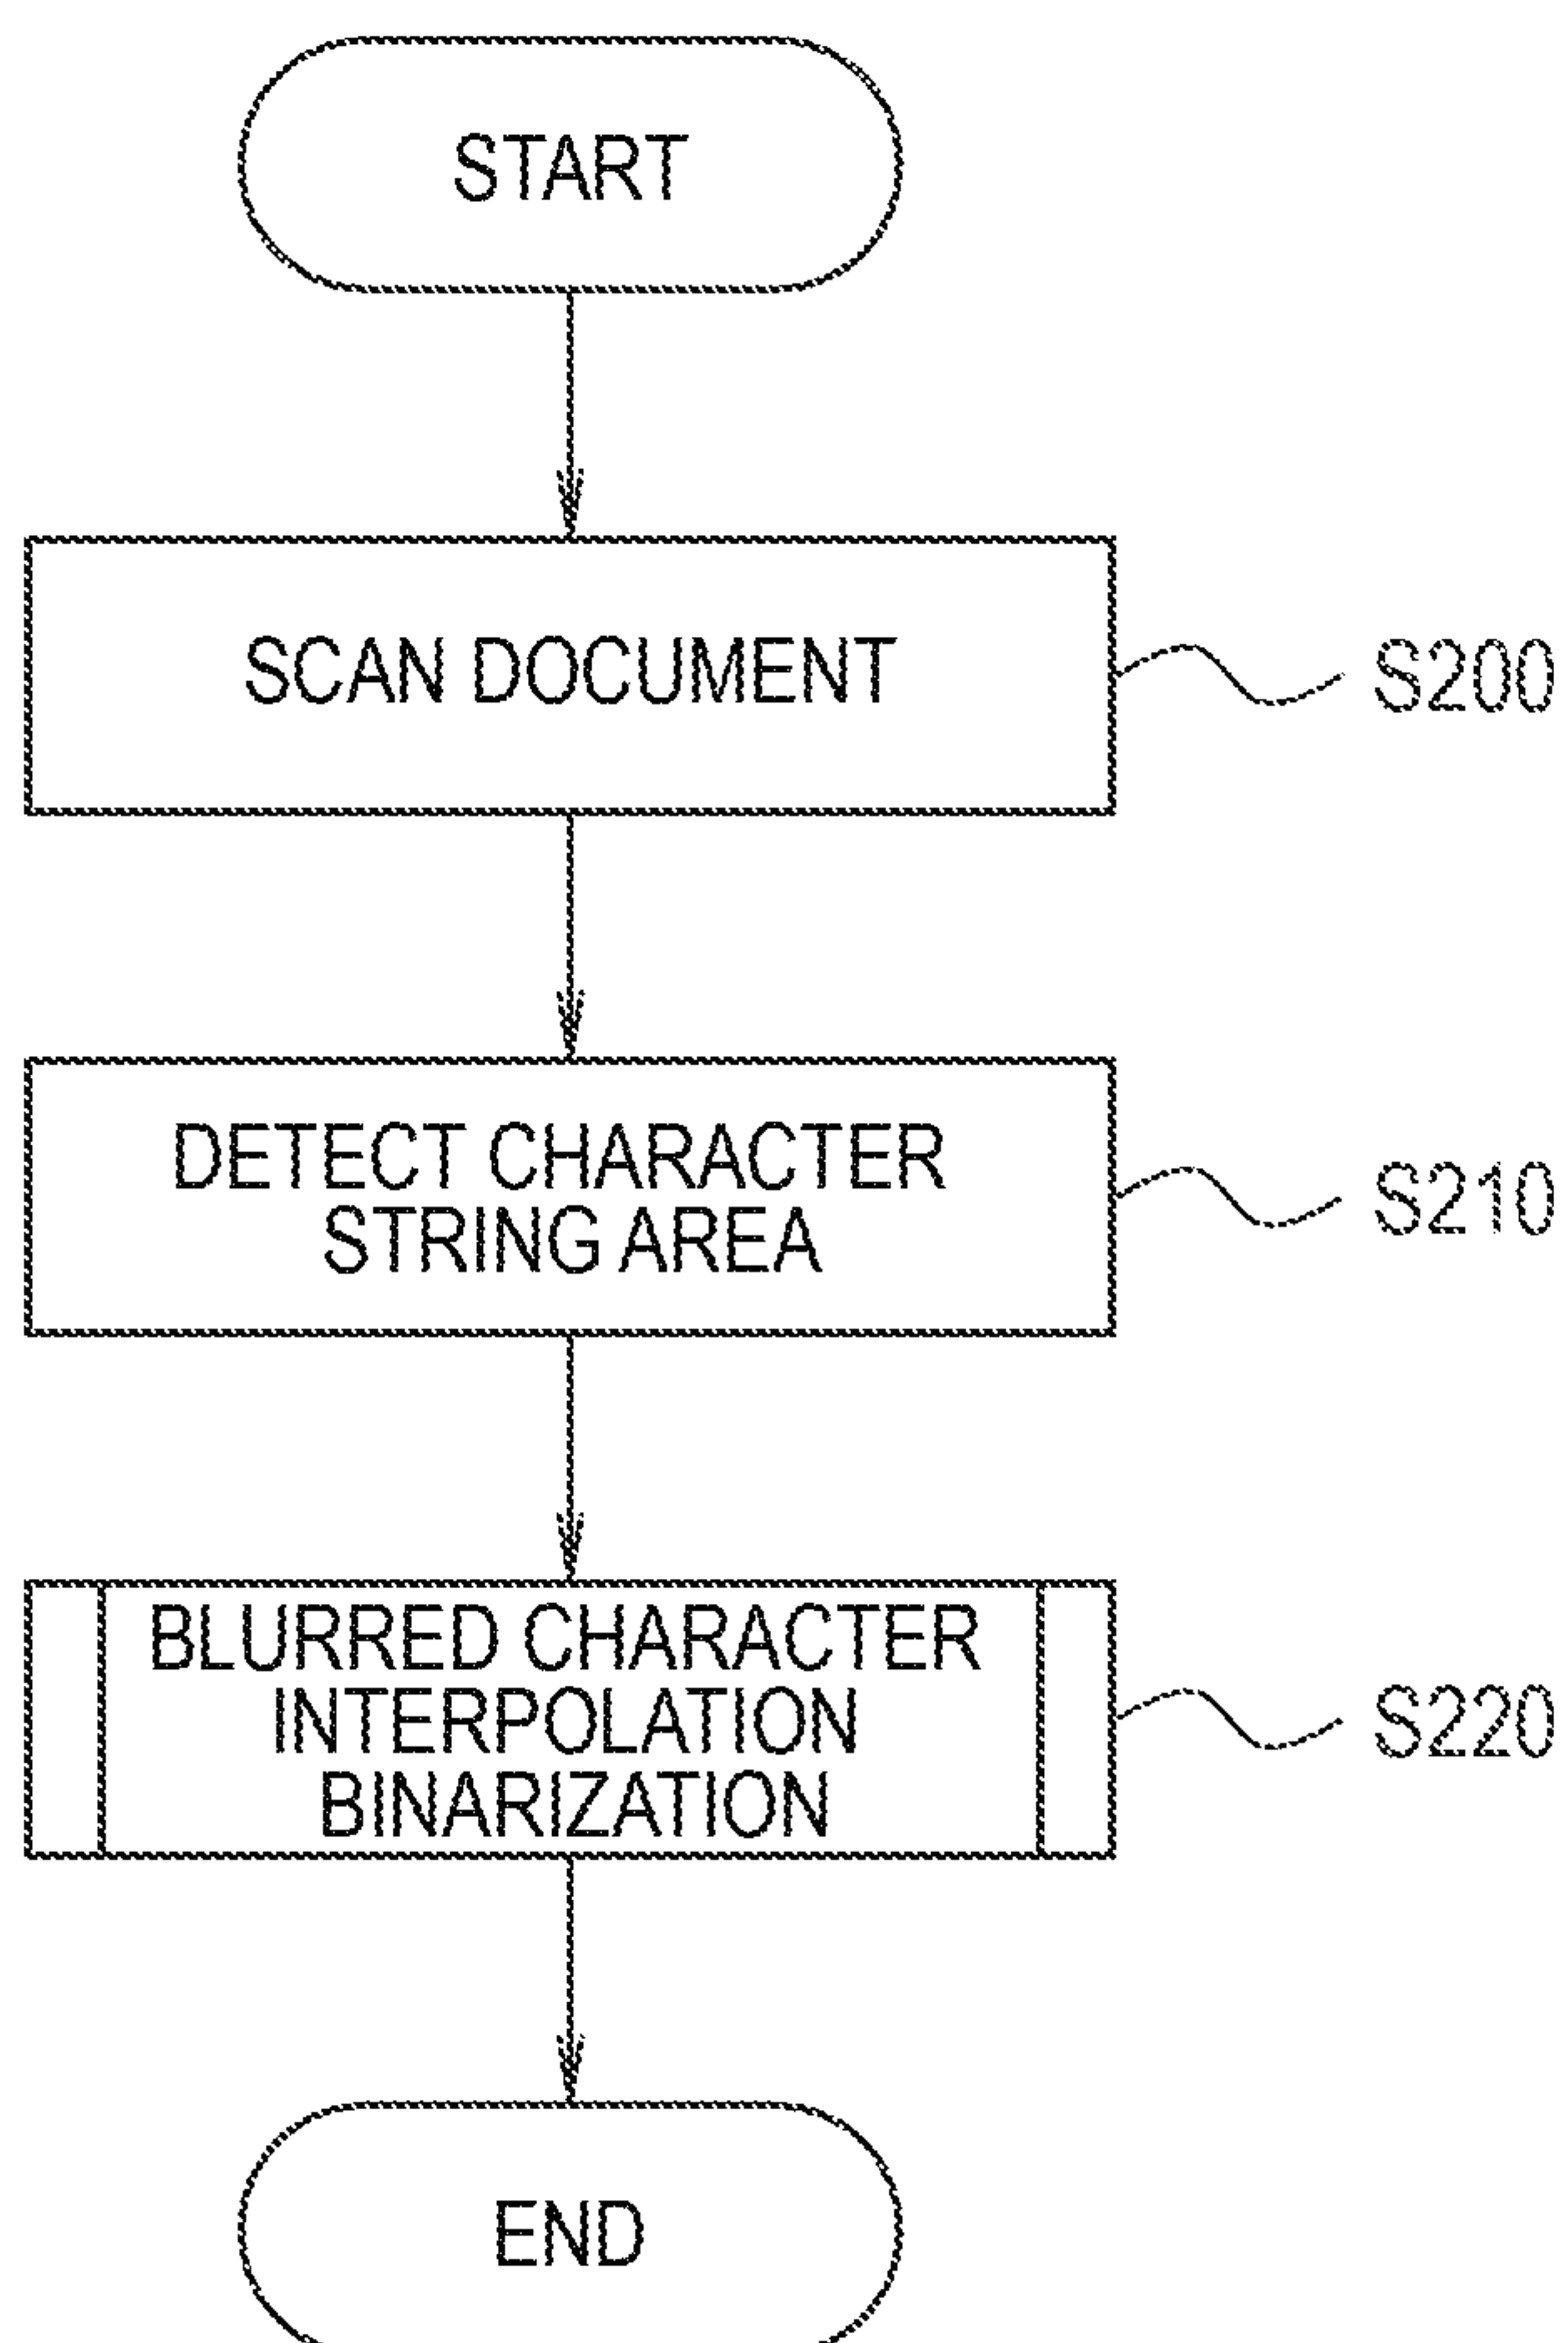 START
SCAN DOCUMENT
S200
DETECT CHARACTER
STRING AREA
S210
BLURRED CHARACTER
INTERPOLATION
BINARIZATION
S220
END